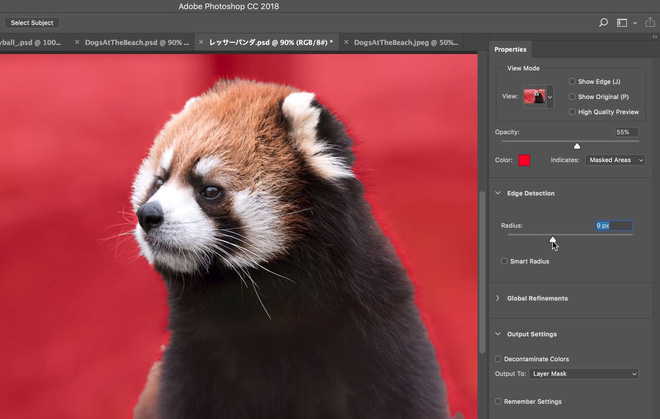 Adobe Photoshop CC 2018
Select Subject
yball_.psd @ 100...
× DogsAtTheBeach.psd @ 90% ...
× レッサーパンダ.psd @ 90% (RGB/8#) *
× DogsAtTheBeach.jpeg @ 50%...
Properties
View Mode
View:
Show Edge (J)
Show Original (P)
High Quality Preview
Opacity: 55%
Color: Indicates: Masked Areas
Edge Detection
Radius: 9 px
Smart Radius
Global Refinements
Output Settings
Decontaminate Colors
Output To: Layer Mask
Remember Settings